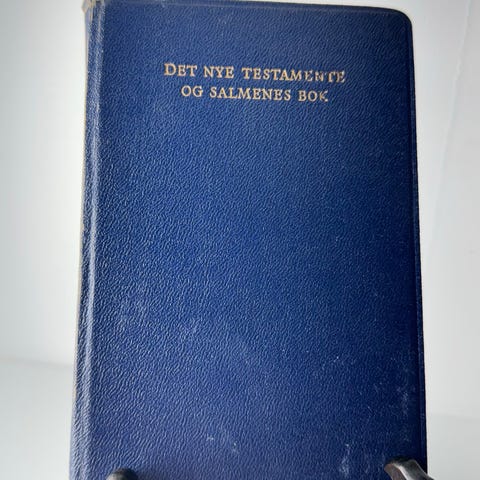 DET NYE TESTAMENTE
OG SALMENES BOK